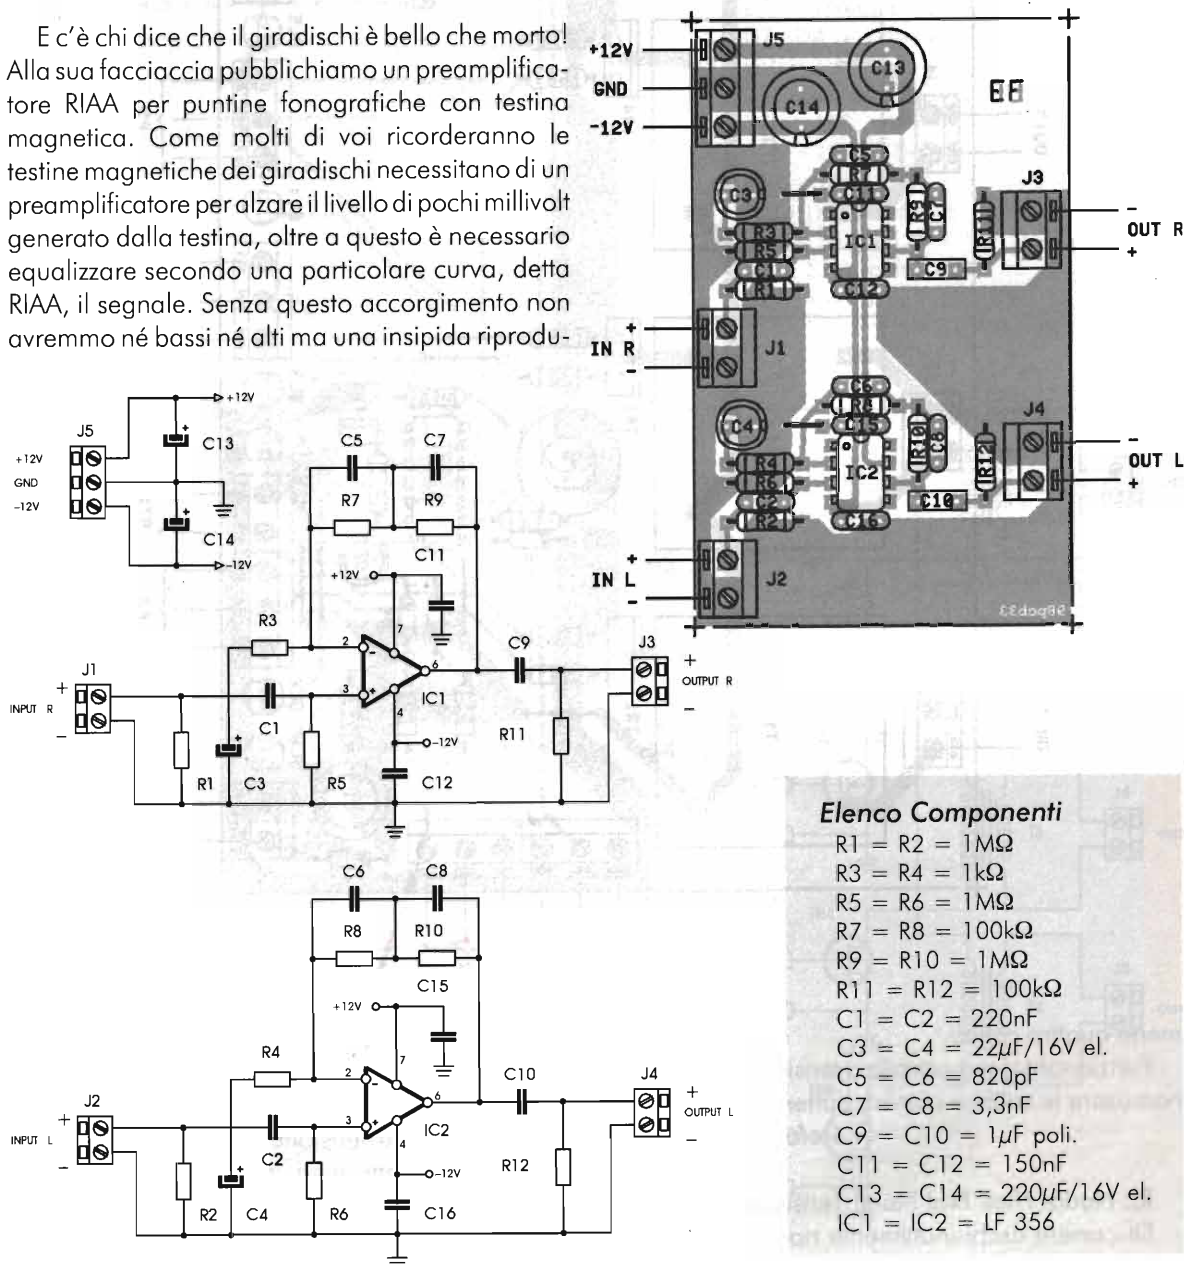 E c'è chi dice che il giradischi è bello che morto!
Alla sua facciaccia pubblichiamo un preamplifica-
tore RIAA per puntine fonografiche con testina
magnetica. Come molti di voi ricorderanno le
testine magnetiche dei giradischi necessitano di un
preamplificatore per alzare il livello di pochi millivolt
generato dalla testina, oltre a questo è necessario
equalizzare secondo una particolare curva, detta
RIAA, il segnale. Senza questo accorgimento non
avremmo né bassi né alti ma una insipida riprodu-
+12V
GND
-12V
J5
C13
C14
EF
C5
R7
C11
C3
R3
R5
C1
R1
IC1
C12
R9
C7
R11
C9
J3
-
OUT R
+
+
IN R
-
J1
C6
R8
C15
C4
R4
R6
C2
R2
IC2
C16
R10
C8
R12
C10
J4
-
OUT L
+
+
IN L
-
J2
98pcb33
J5
+12V
GND
-12V
+
C13
+
C14
+12V
-12V
C5
C7
R7
R9
C11
+12V
R3
2
-
7
3
+
6
4
IC1
C9
J3
+
OUTPUT R
-
J1
+
INPUT R
-
C1
+
R1
C3
R5
-12V
C12
R11
C6
C8
R8
R10
C15
+12V
R4
2
-
7
3
+
6
4
IC2
C10
J4
+
OUTPUT L
-
J2
+
INPUT L
-
C2
+
R2
C4
R6
-12V
C16
R12
Elenco Componenti
R1 = R2 = 1MΩ
R3 = R4 = 1kΩ
R5 = R6 = 1MΩ
R7 = R8 = 100kΩ
R9 = R10 = 1MΩ
R11 = R12 = 100kΩ
C1 = C2 = 220nF
C3 = C4 = 22µF/16V el.
C5 = C6 = 820pF
C7 = C8 = 3,3nF
C9 = C10 = 1µF poli.
C11 = C12 = 150nF
C13 = C14 = 220µF/16V el.
IC1 = IC2 = LF 356